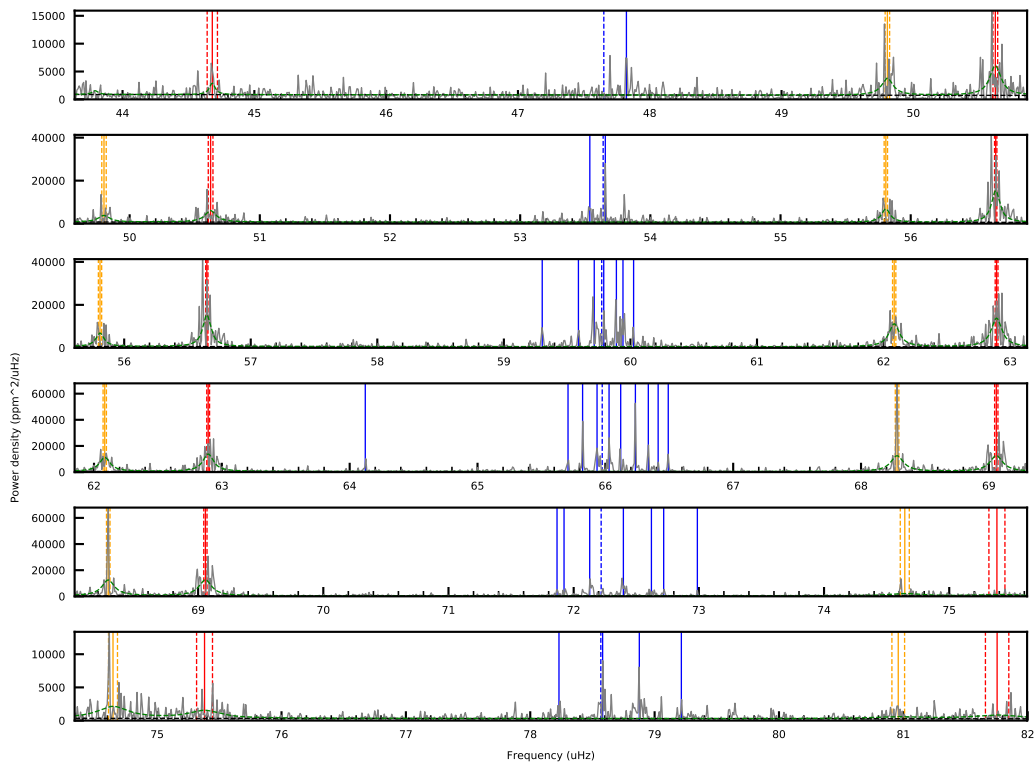 15000
10000
5000
0
44 45 46 47 48 49 50
40000
20000
0
50 51 52 53 54 55 56
40000
20000
0
56 57 58 59 60 61 62 63
Power density (ppm^2/uHz)
60000
40000
20000
0
62 63 64 65 66 67 68 69
60000
40000
20000
0
69 70 71 72 73 74 75
10000
5000
0
75 76 77 78 79 80 81 82
Frequency (uHz)